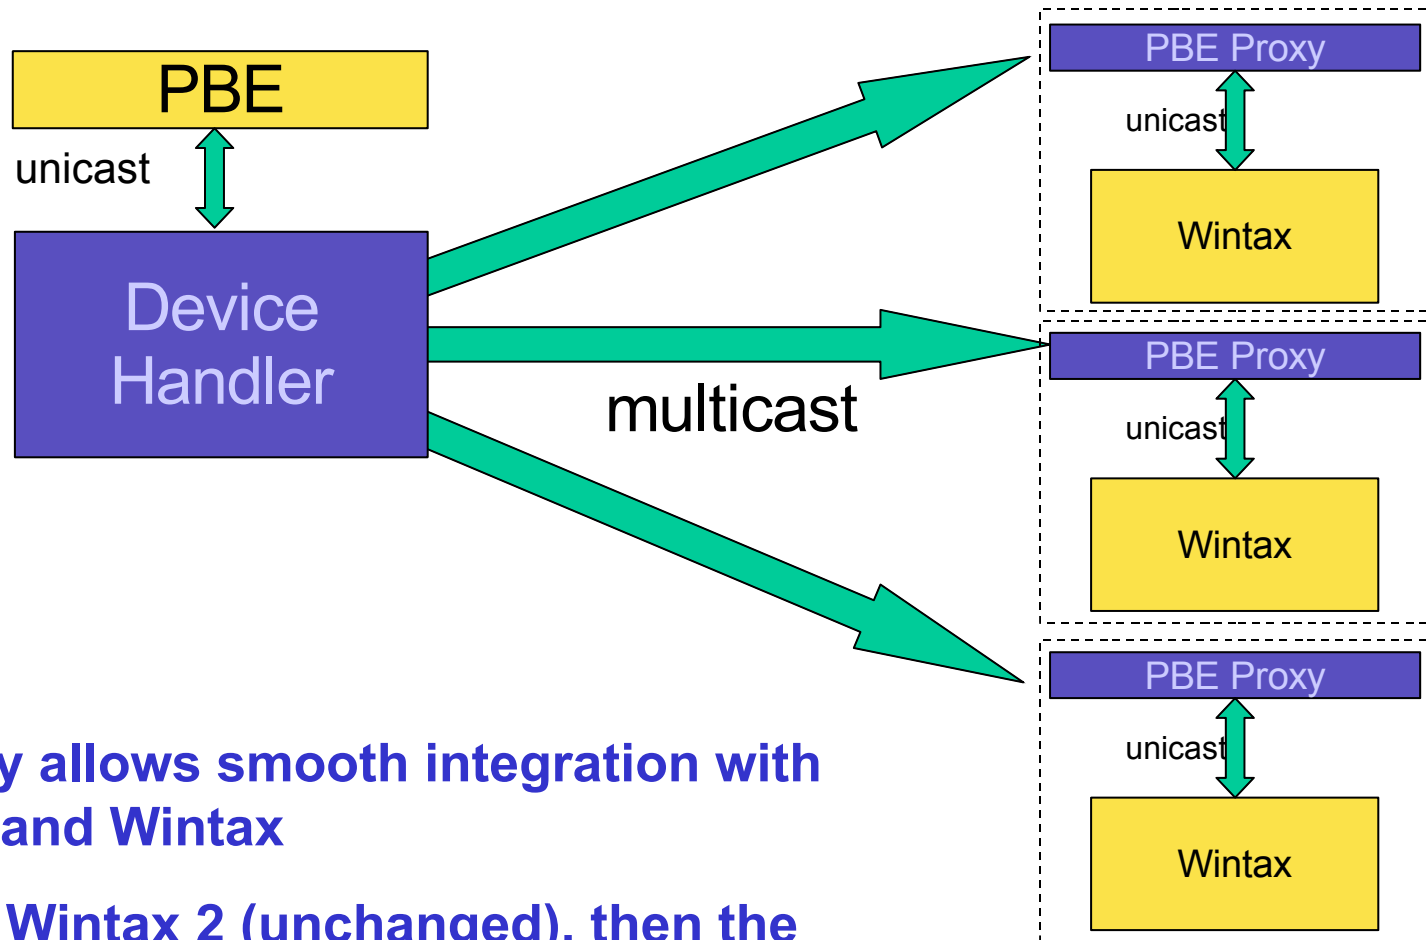 PBE
unicast
Device
Handler
multicast
PBE Proxy
unicast
Wintax
PBE Proxy
unicast
Wintax
PBE Proxy
unicast
Wintax
y allows smooth integration with
and Wintax
Wintax 2 (unchanged), then the